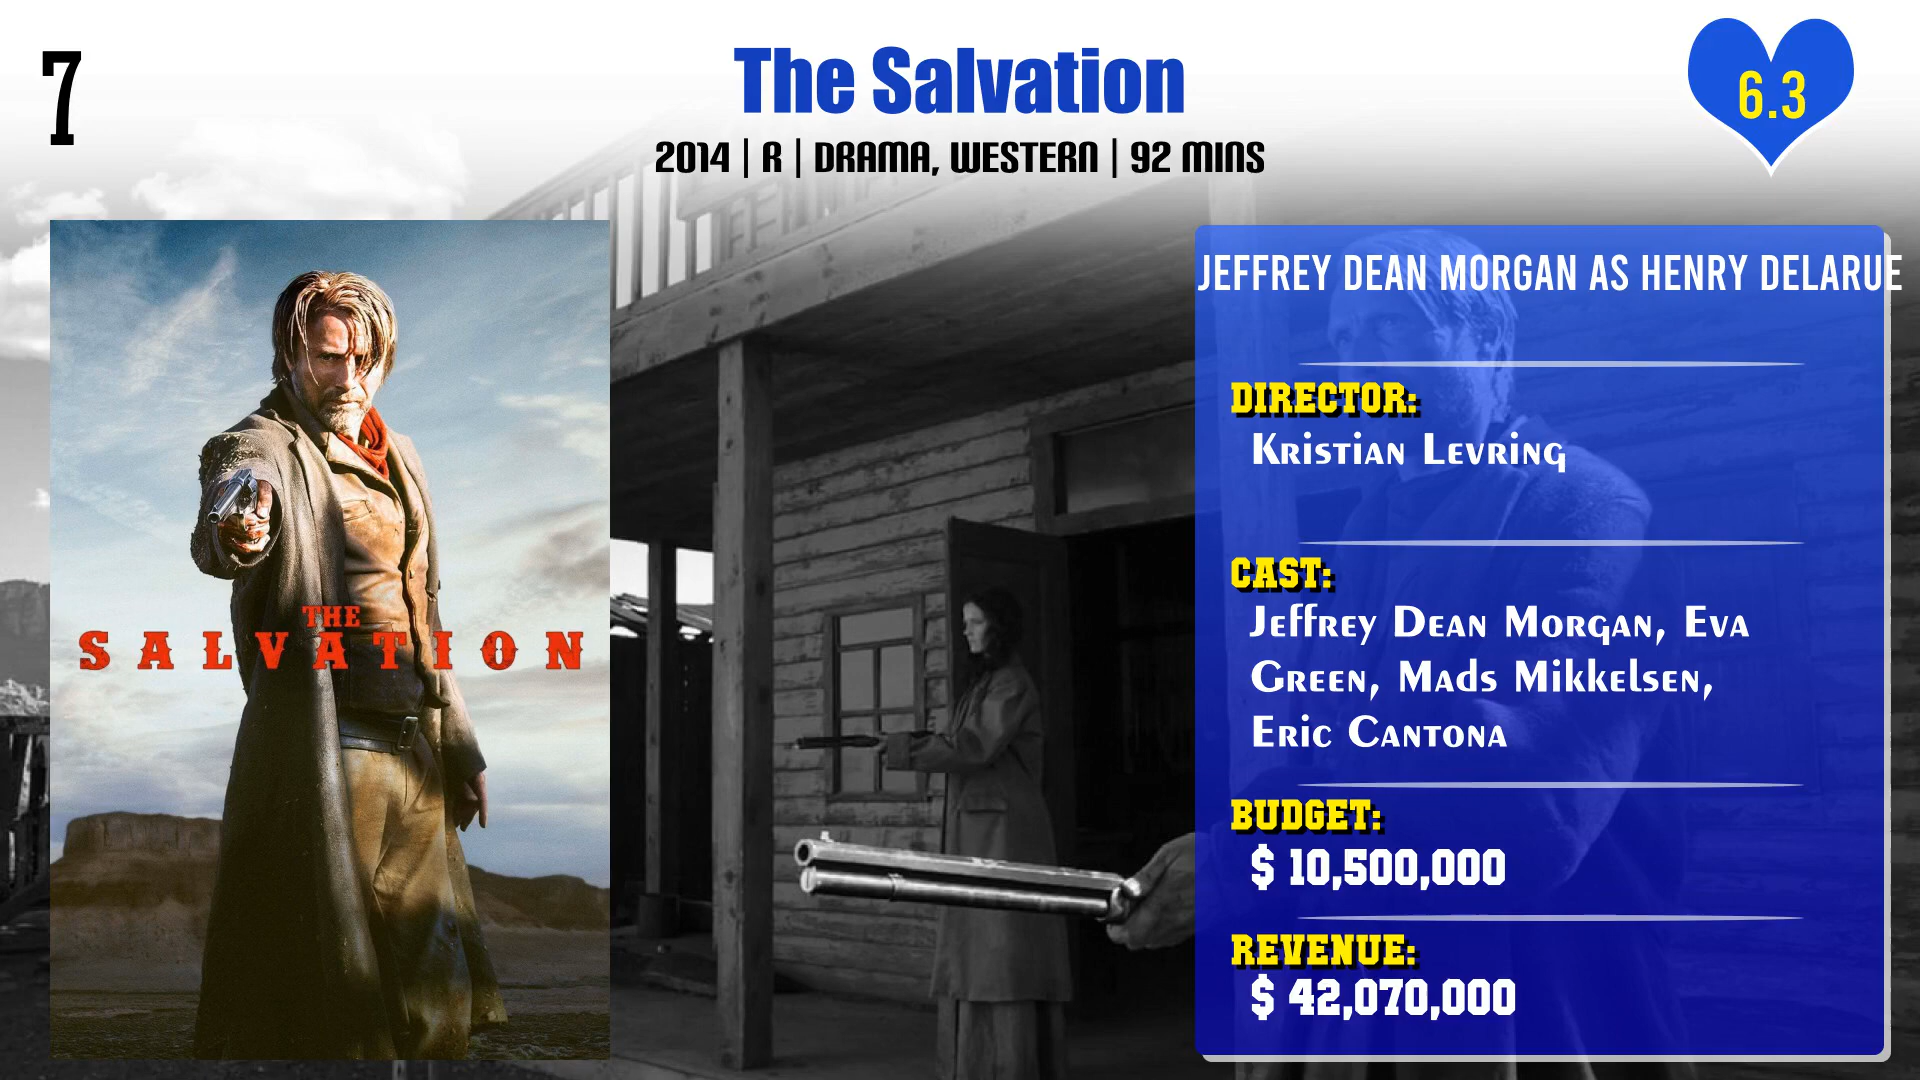 7
The Salvation
2014 | R | DRAMA, WESTERN | 92 MINS
6.3
THE
SALVATION
JEFFREY DEAN MORGAN AS HENRY DELARUE
DIRECTOR:
Kristian Levring
CAST:
Jeffrey Dean Morgan, Eva
Green, Mads Mikkelsen,
Eric Cantona
BUDGET:
$ 10,500,000
REVENUE:
$ 42,070,000